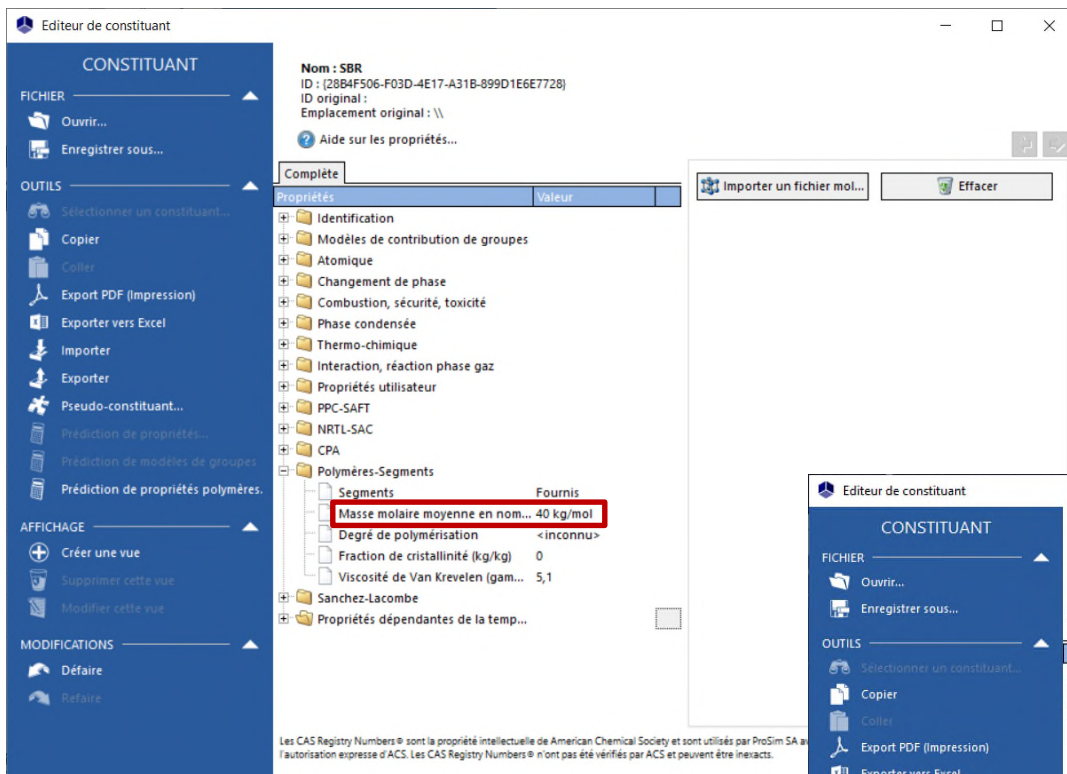 Editeur de constituant
CONSTITUANT
FICHIER
Ouvrir...
Enregistrer sous...
OUTILS
Sélectionner un constituant...
Copier
Coller
Export PDF (Impression)
Exporter vers Excel
Importer
Exporter
Pseudo-constituant...
Prédiction de propriétés...
Prédiction de modèles de groupes
Prédiction de propriétés polymères.
AFFICHAGE
Créer une vue
Supprimer cette vue
Modifier cette vue
MODIFICATIONS
Défaire
Refaire
Nom : SBR
ID : {28B4F506-F03D-4E17-A31B-899D1E6E7728}
ID original :
Emplacement original : \\
Aide sur les propriétés...
Complète
Propriétés Valeur
Identification
Modèles de contribution de groupes
Atomique
Changement de phase
Combustion, sécurité, toxicité
Phase condensée
Thermo-chimique
Interaction, réaction phase gaz
Propriétés utilisateur
PPC-SAFT
NRTL-SAC
CPA
Polymères-Segments
Segments Fournis
Masse molaire moyenne en nom... 40 kg/mol
Degré de polymérisation <inconnu>
Fraction de cristallinité (kg/kg) 0
Viscosité de Van Krevelen (gam... 5,1
Sanchez-Lacombe
Propriétés dépendantes de la temp...
Importer un fichier mol... Effacer
Les CAS Registry Numbers® sont la propriété intellectuelle de American Chemical Society et sont utilisés par ProSim SA av
l'autorisation expresse d'ACS. Les CAS Registry Numbers® n'ont pas été vérifiés par ACS et peuvent être inexacts.
Editeur de constituant
CONSTITUANT
FICHIER
Ouvrir...
Enregistrer sous...
OUTILS
Sélectionner un constituant...
Copier
Coller
Export PDF (Impression)
Exporter vers Excel